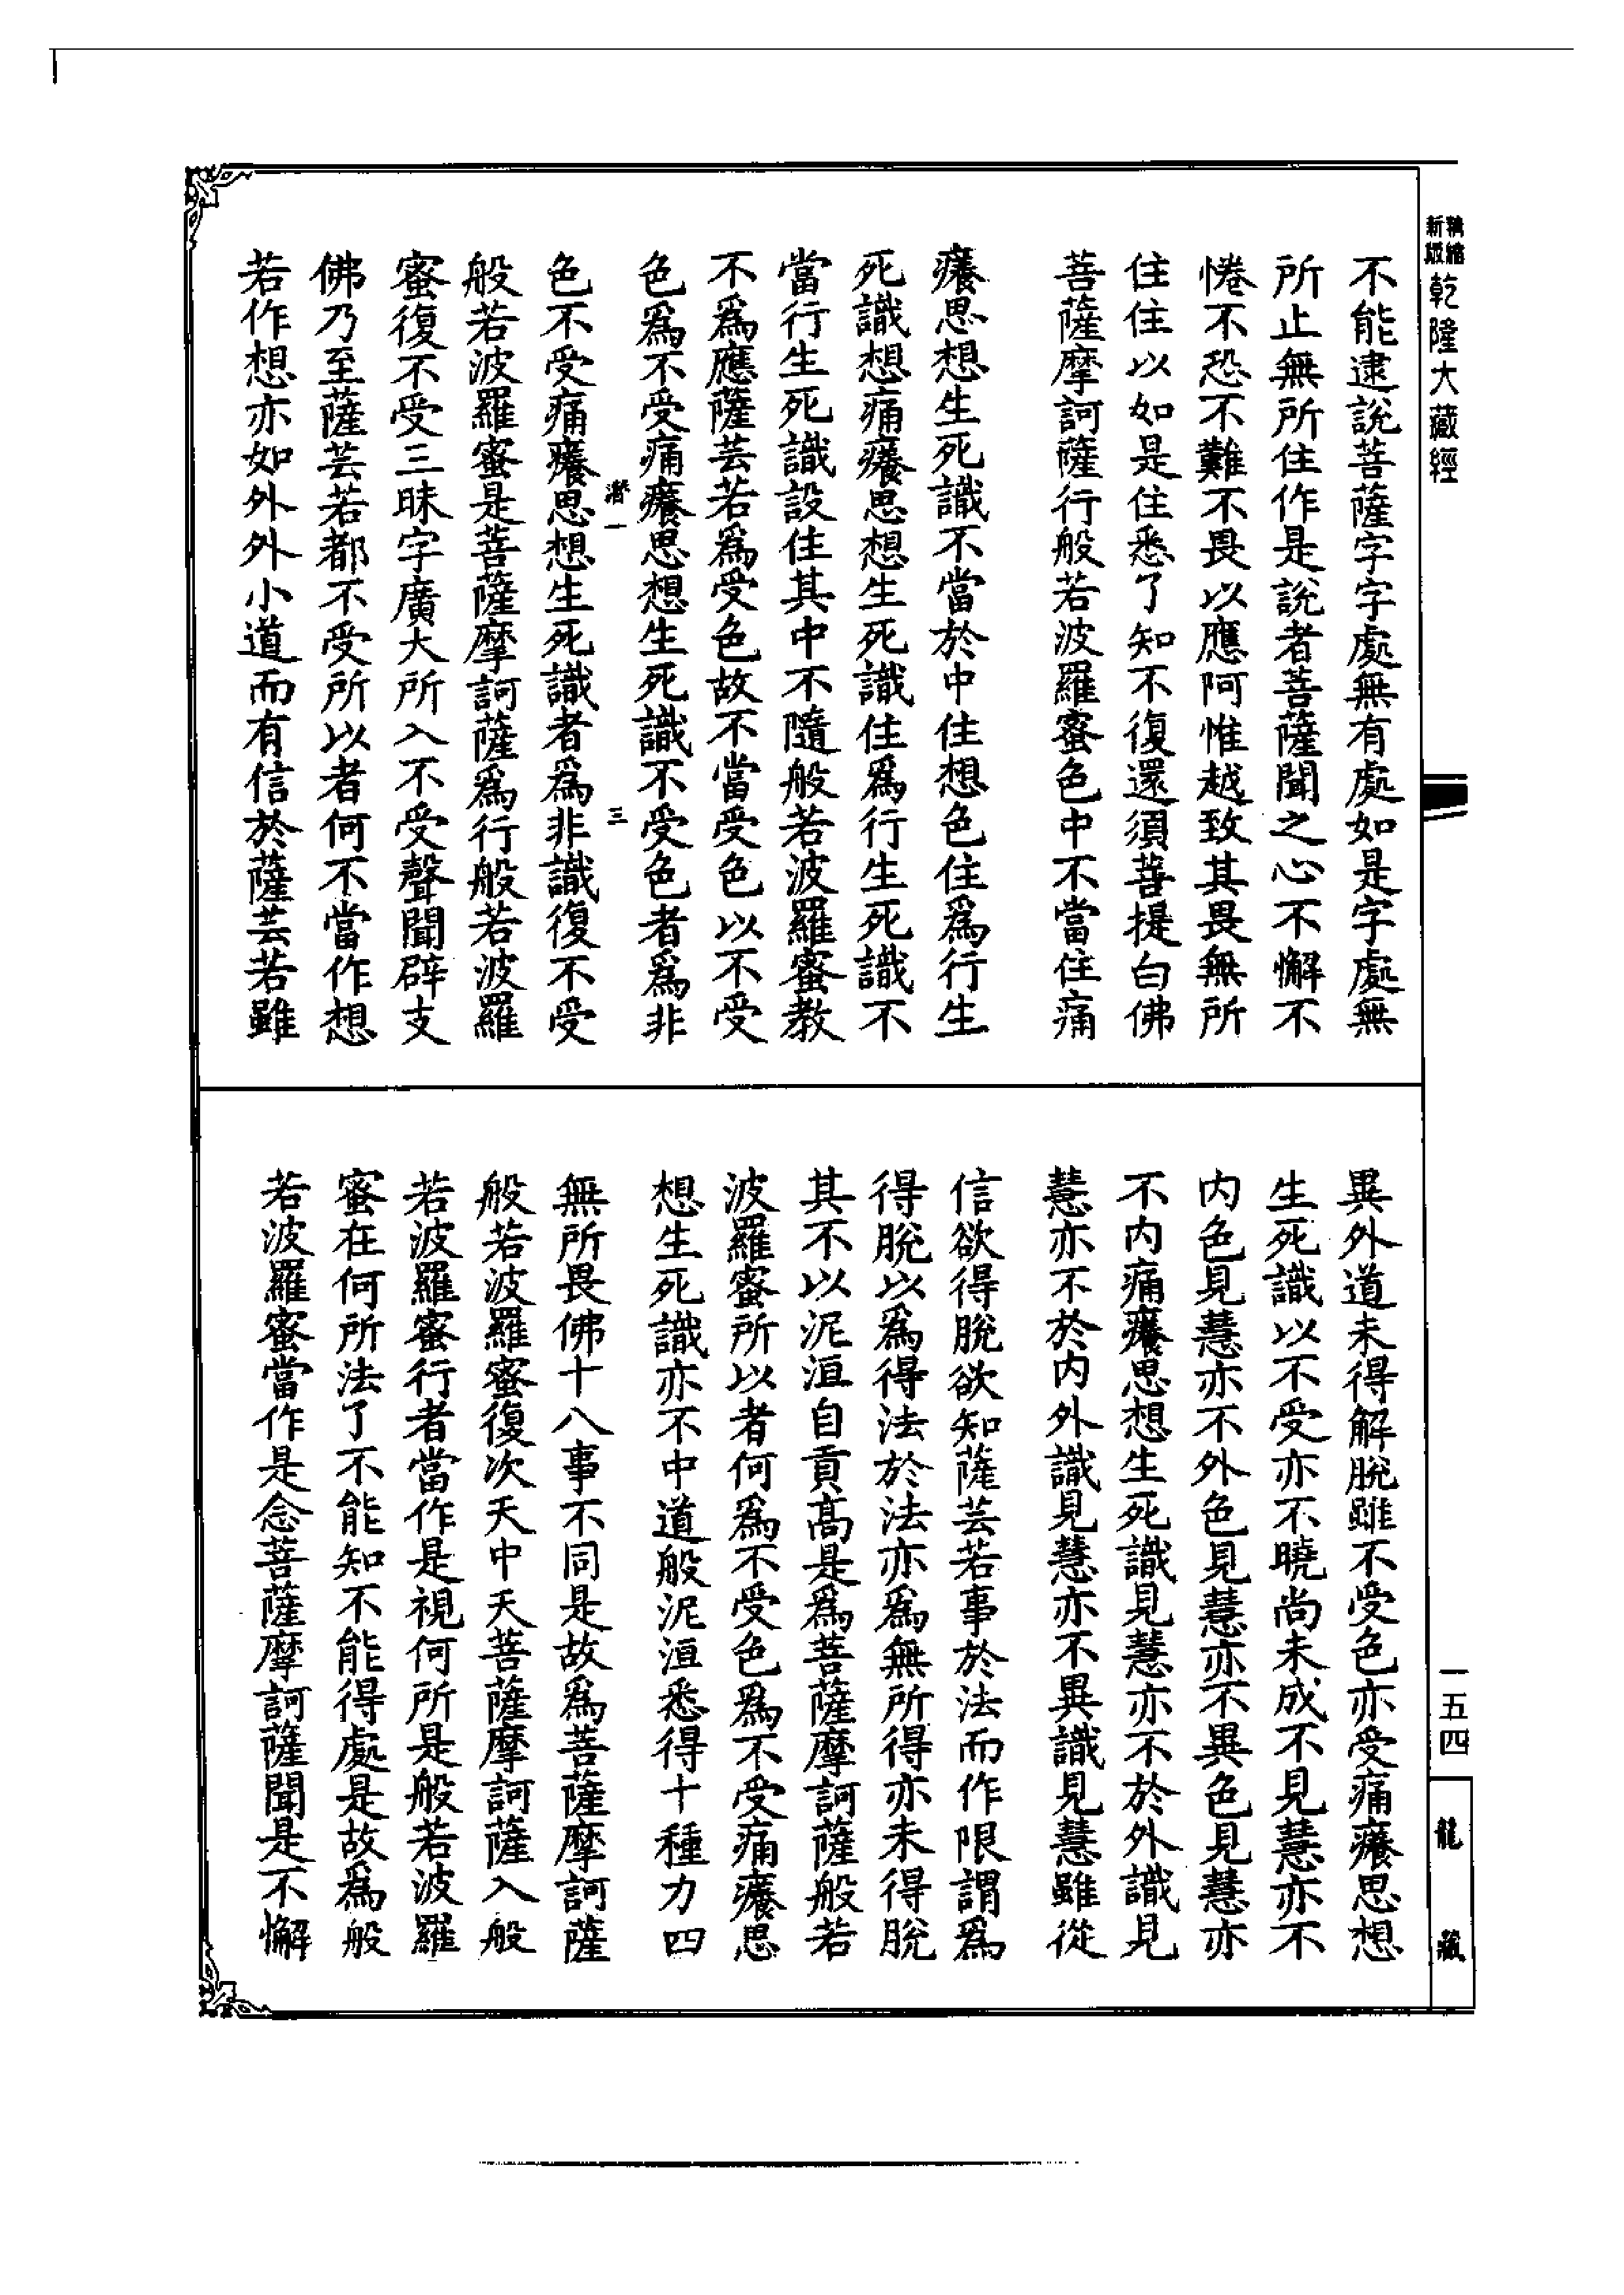 新縮精版
乾隆大藏經
不能逮說菩薩字字處無有處如是字處無
所止無所住作是說者菩薩聞之心不懈不
惓不恐不難不畏以應阿惟越致其畏無所
住住以如是住悉了知不復還須菩提白佛
菩薩摩訶薩行般若波羅蜜色中不當住痛
癢思想生死識不當於中住想色住為行生
死識想痛癢思想生死識住為行生死識不
當行生死識設住其中不隨般若波羅蜜教
不為應薩芸若為受色故不當受色以不受
色為不受痛癢思想生死識不受色者為非
濟一
三
色不受痛癢思想生死識者為非識復不受
般若波羅蜜是菩薩摩訶薩為行般若波羅
蜜復不受三昧字廣大所入不受聲聞辟支
佛乃至薩芸若都不受所以者何不當作想
若作想亦如外外小道而有信於薩芸若雖
異外道未得解脫雖不受色亦受痛癢思想
生死識以不受亦不曉尚未成不見慧亦不
內色見慧亦不外色見慧亦不異色見慧亦
不內痛癢思想生死識見慧亦不於外識見
慧亦不於內外識見慧亦不異識見慧雖從
信欲得脫欲知薩芸若事於法而作限謂為
得脫以為得法於法亦為無所得亦未得脫
其不以泥洹自貢高是為菩薩摩訶薩般若
波羅蜜所以者何為不受色為不受痛癢思
想生死識亦不中道般泥洹悉得十種力四
無所畏佛十八事不同是故為菩薩摩訶薩
般若波羅蜜復次天中天菩薩摩訶薩入般
若波羅蜜行者當作是視何所是般若波羅
蜜在何所法了不能知不能得處是故為般
若波羅蜜當作是念菩薩摩訶薩聞是不懈
一五四
龍藏